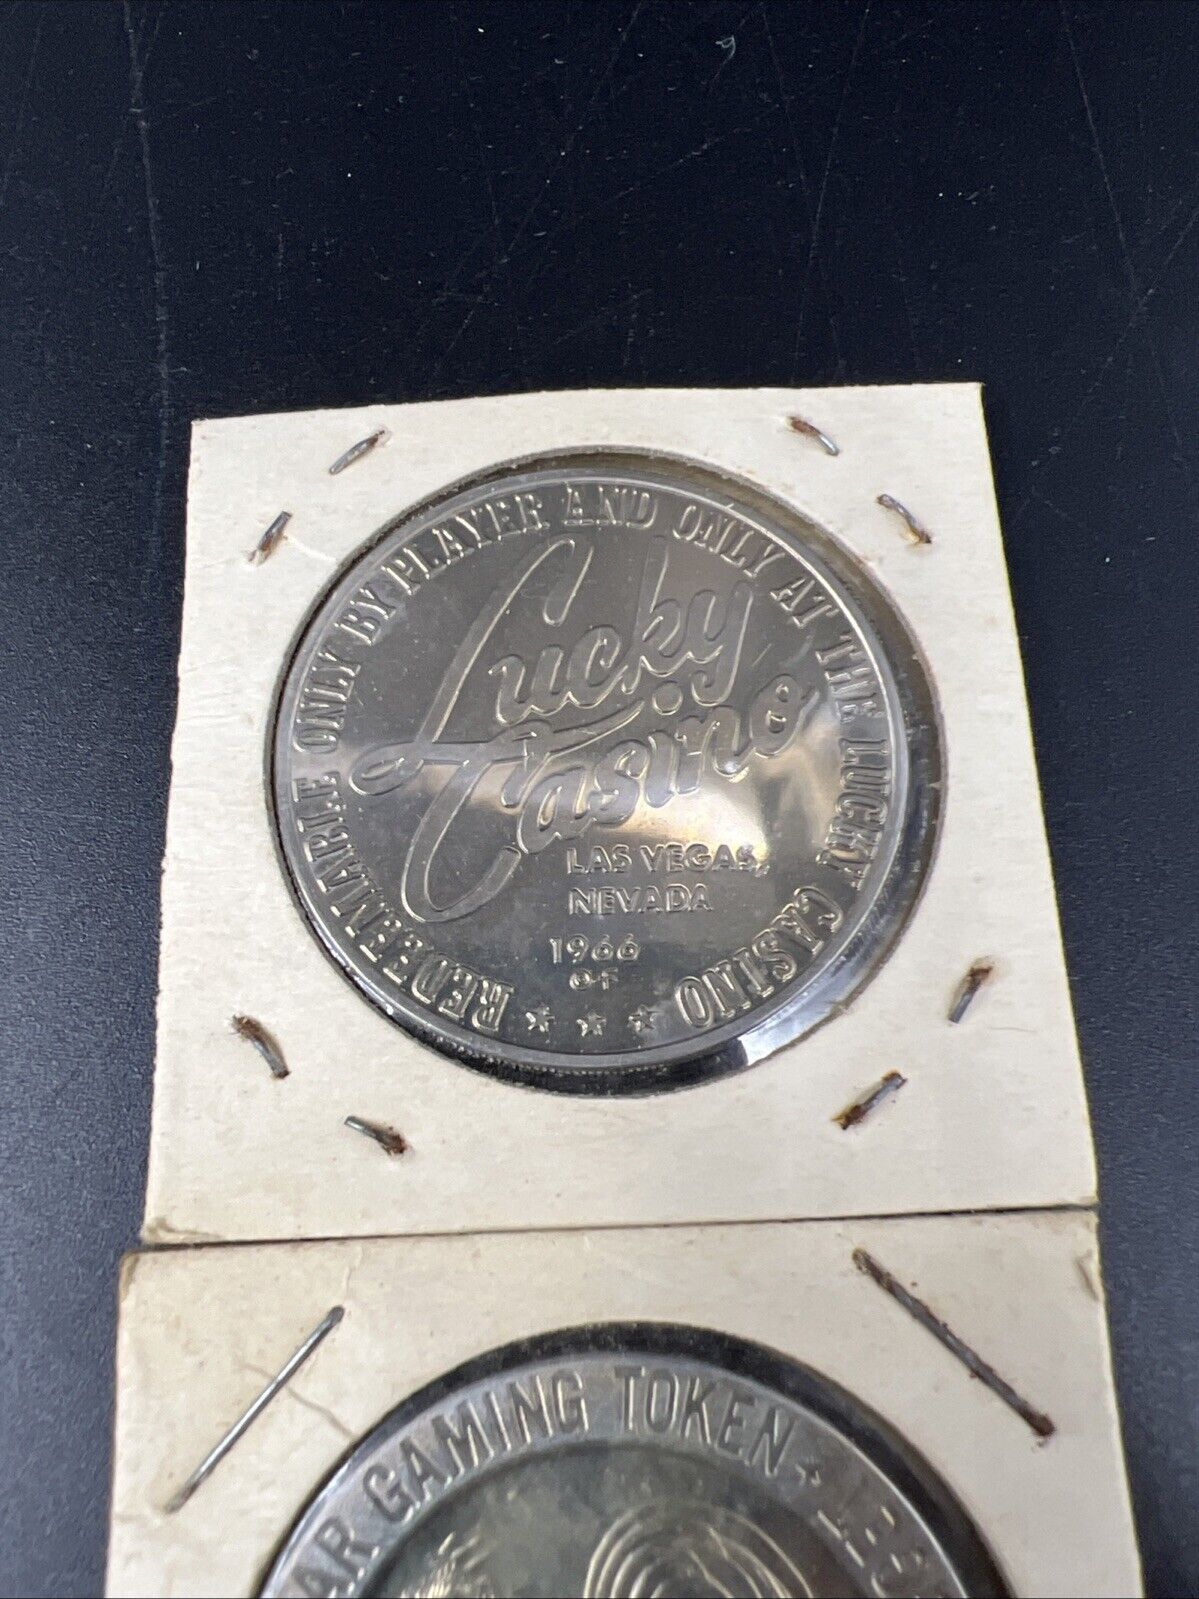 REDEEMABLE ONLY BY PLAYER AND ONLY AT THE LUCKY CASINO
Lucky
Casino
LAS VEGAS,
NEVADA
1966
GAMING TOKEN